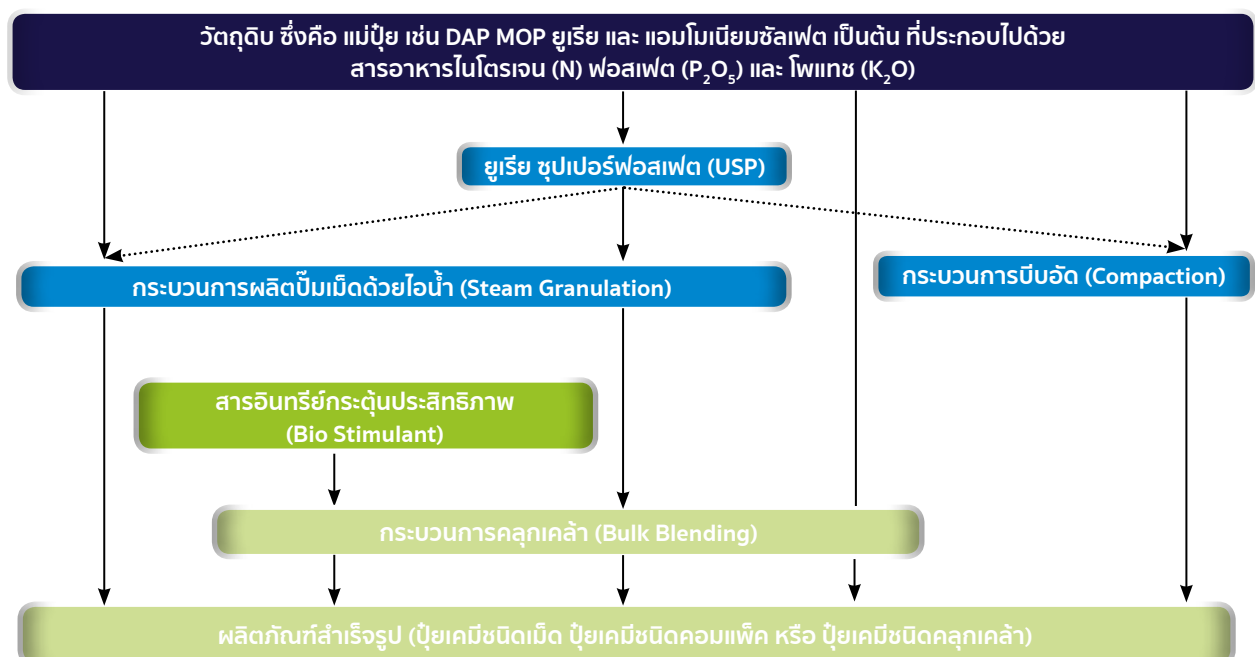 วัตถุดิบ ซึ่งคือ แม่ปุ๋ย เช่น DAP MOP ยูเรีย และ แอมโมเนียมซัลเฟต เป็นต้น ที่ประกอบไปด้วย
สารอาหารไนโตรเจน (N) ฟอสเฟต (P₂O₅) และ โพแทช (K₂O)
ยูเรีย ซุปเปอร์ฟอสเฟต (USP)
กระบวนการผลิตปั๊มเม็ดด้วยไอน้ำ (Steam Granulation)
กระบวนการบีบอัด (Compaction)
สารอินทรีย์กระตุ้นประสิทธิภาพ
(Bio Stimulant)
กระบวนการคลุกเคล้า (Bulk Blending)
ผลิตภัณฑ์สำเร็จรูป (ปุ๋ยเคมีชนิดเม็ด ปุ๋ยเคมีชนิดคอมแพ็ค หรือ ปุ๋ยเคมีชนิดคลุกเคล้า)